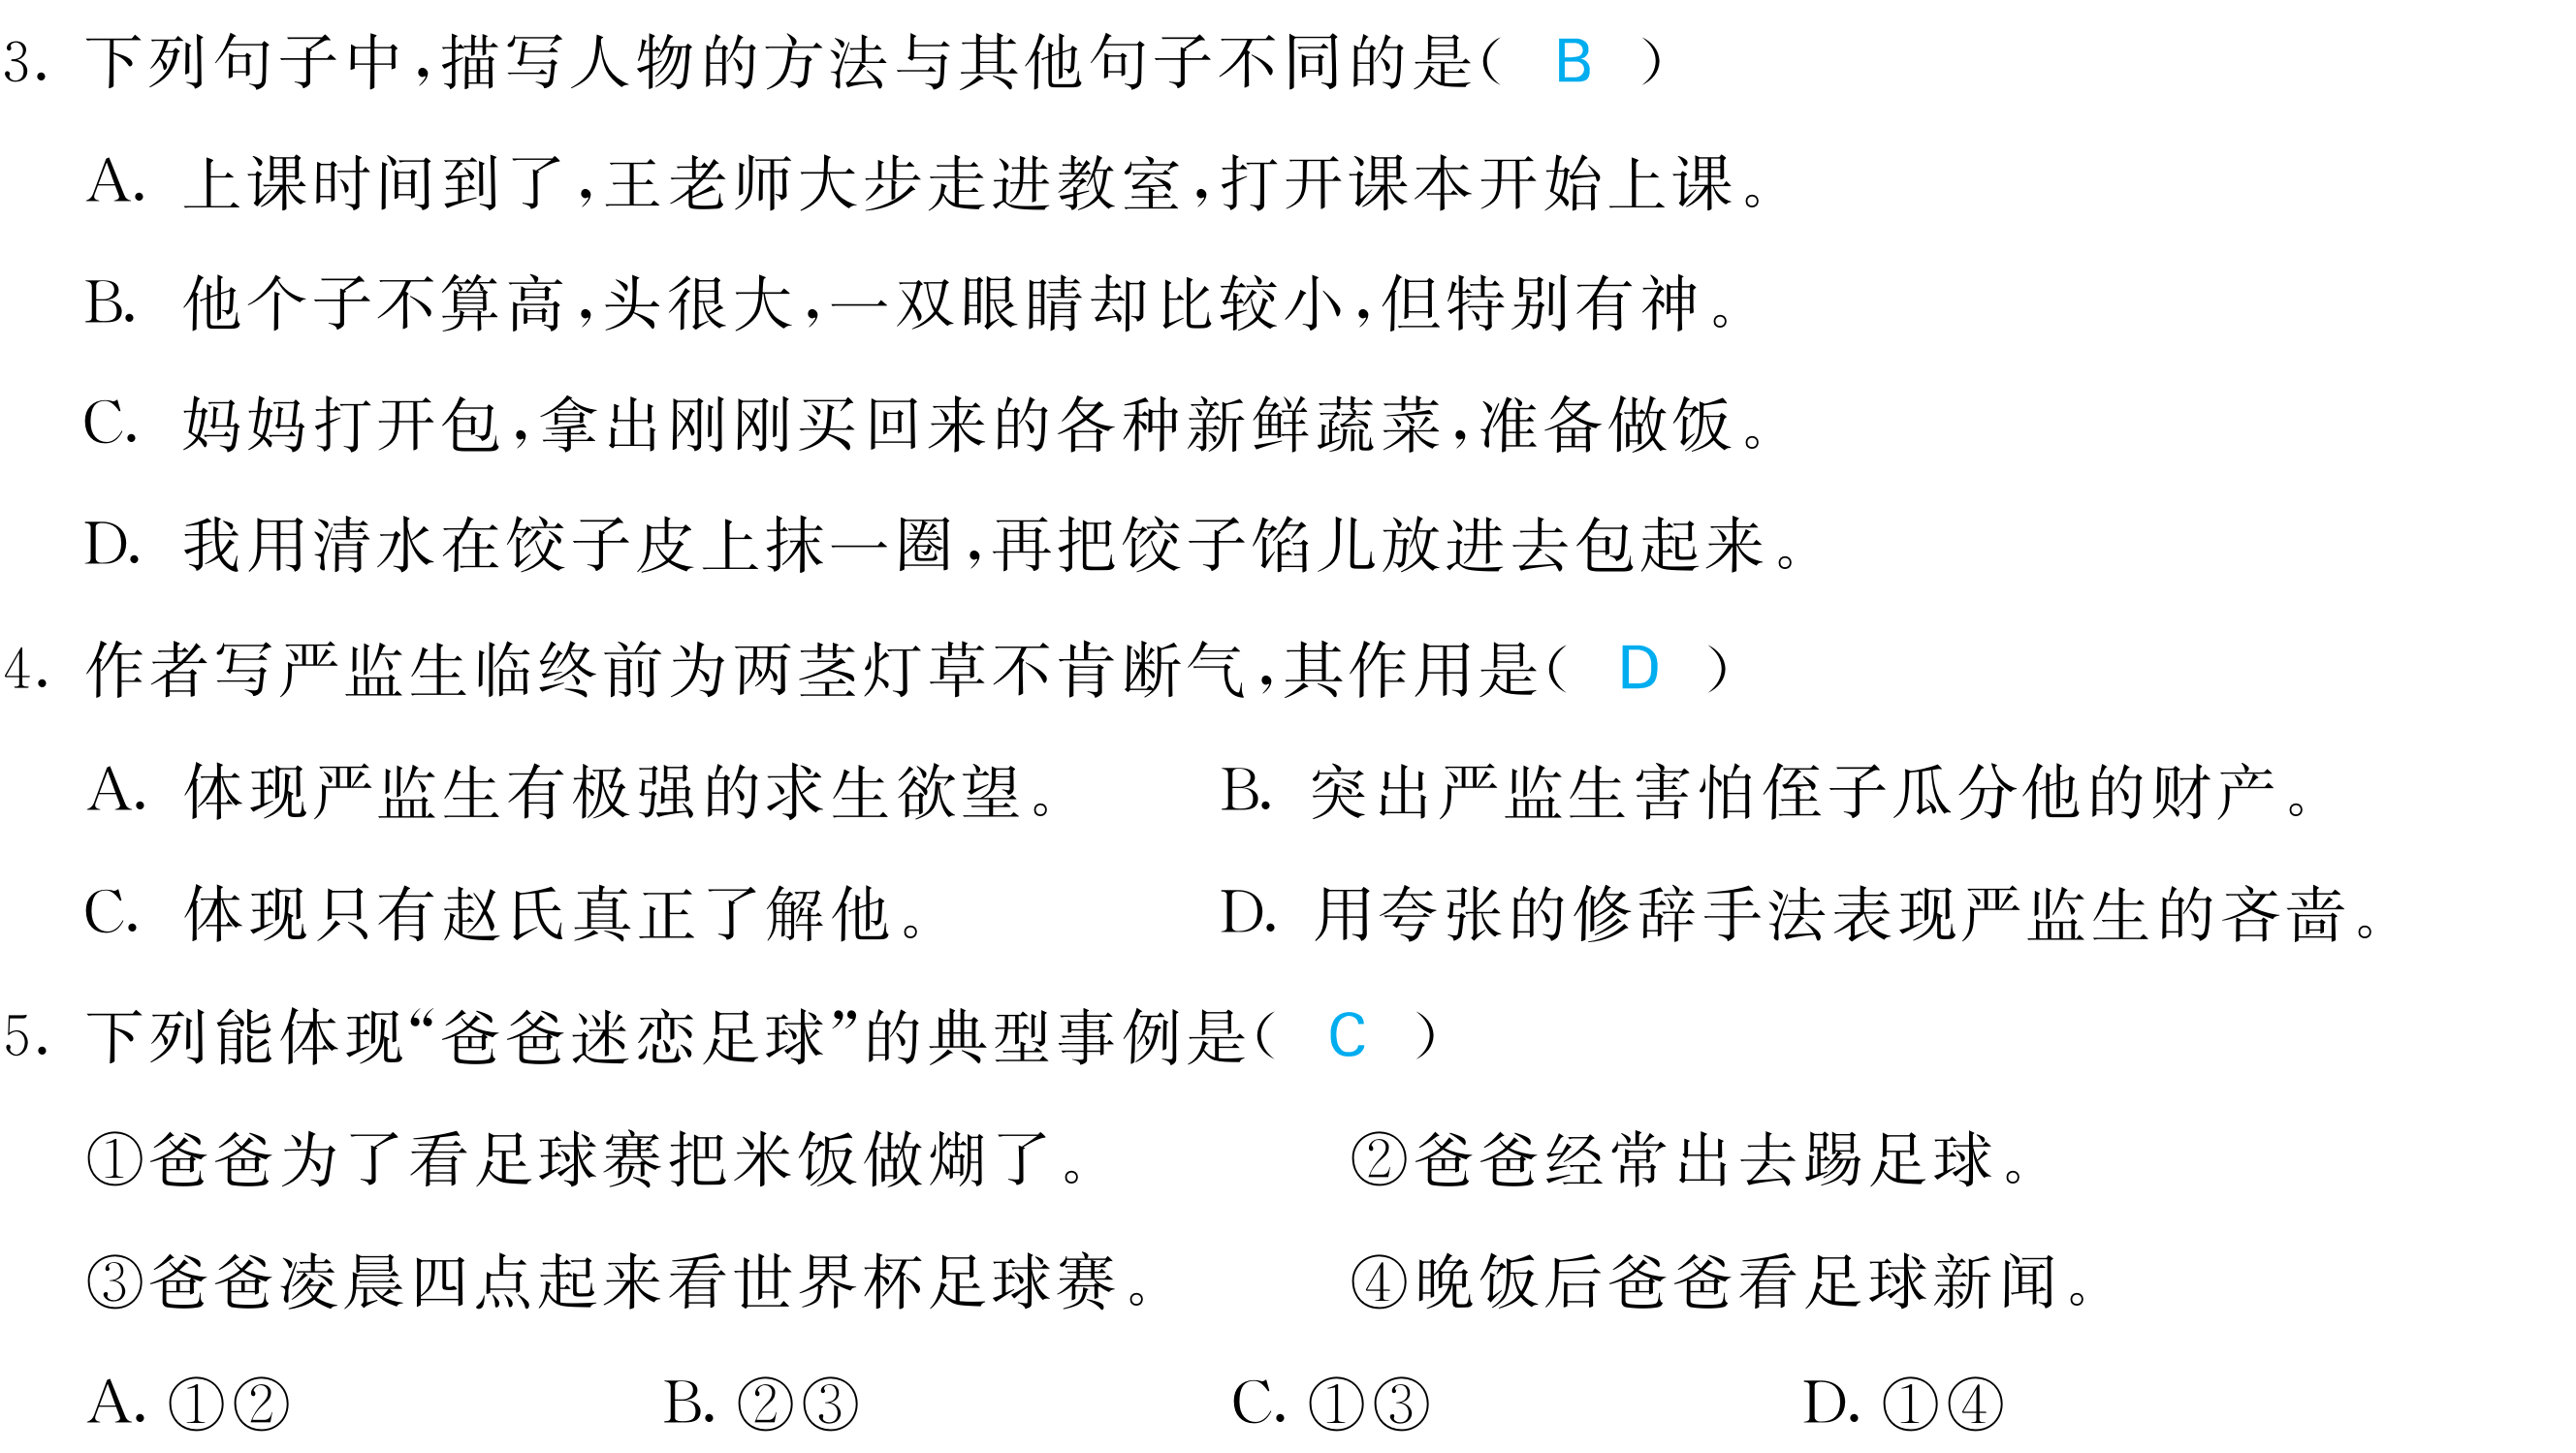 3. 下列句子中,描写人物的方法与其他句子不同的是( B )
A. 上课时间到了,王老师大步走进教室,打开课本开始上课。
B. 他个子不算高,头很大,一双眼睛却比较小,但特别有神。
C. 妈妈打开包,拿出刚刚买回来的各种新鲜蔬菜,准备做饭。
D. 我用清水在饺子皮上抹一圈,再把饺子馅儿放进去包起来。
4. 作者写严监生临终前为两茎灯草不肯断气,其作用是( D )
A. 体现严监生有极强的求生欲望。 B. 突出严监生害怕侄子瓜分他的财产。
C. 体现只有赵氏真正了解他。 D. 用夸张的修辞手法表现严监生的吝啬。
5. 下列能体现“爸爸迷恋足球”的典型事例是( C )
①爸爸为了看足球赛把米饭做煳了。 ②爸爸经常出去踢足球。
③爸爸凌晨四点起来看世界杯足球赛。 ④晚饭后爸爸看足球新闻。
A. ①② B. ②③ C. ①③ D. ①④